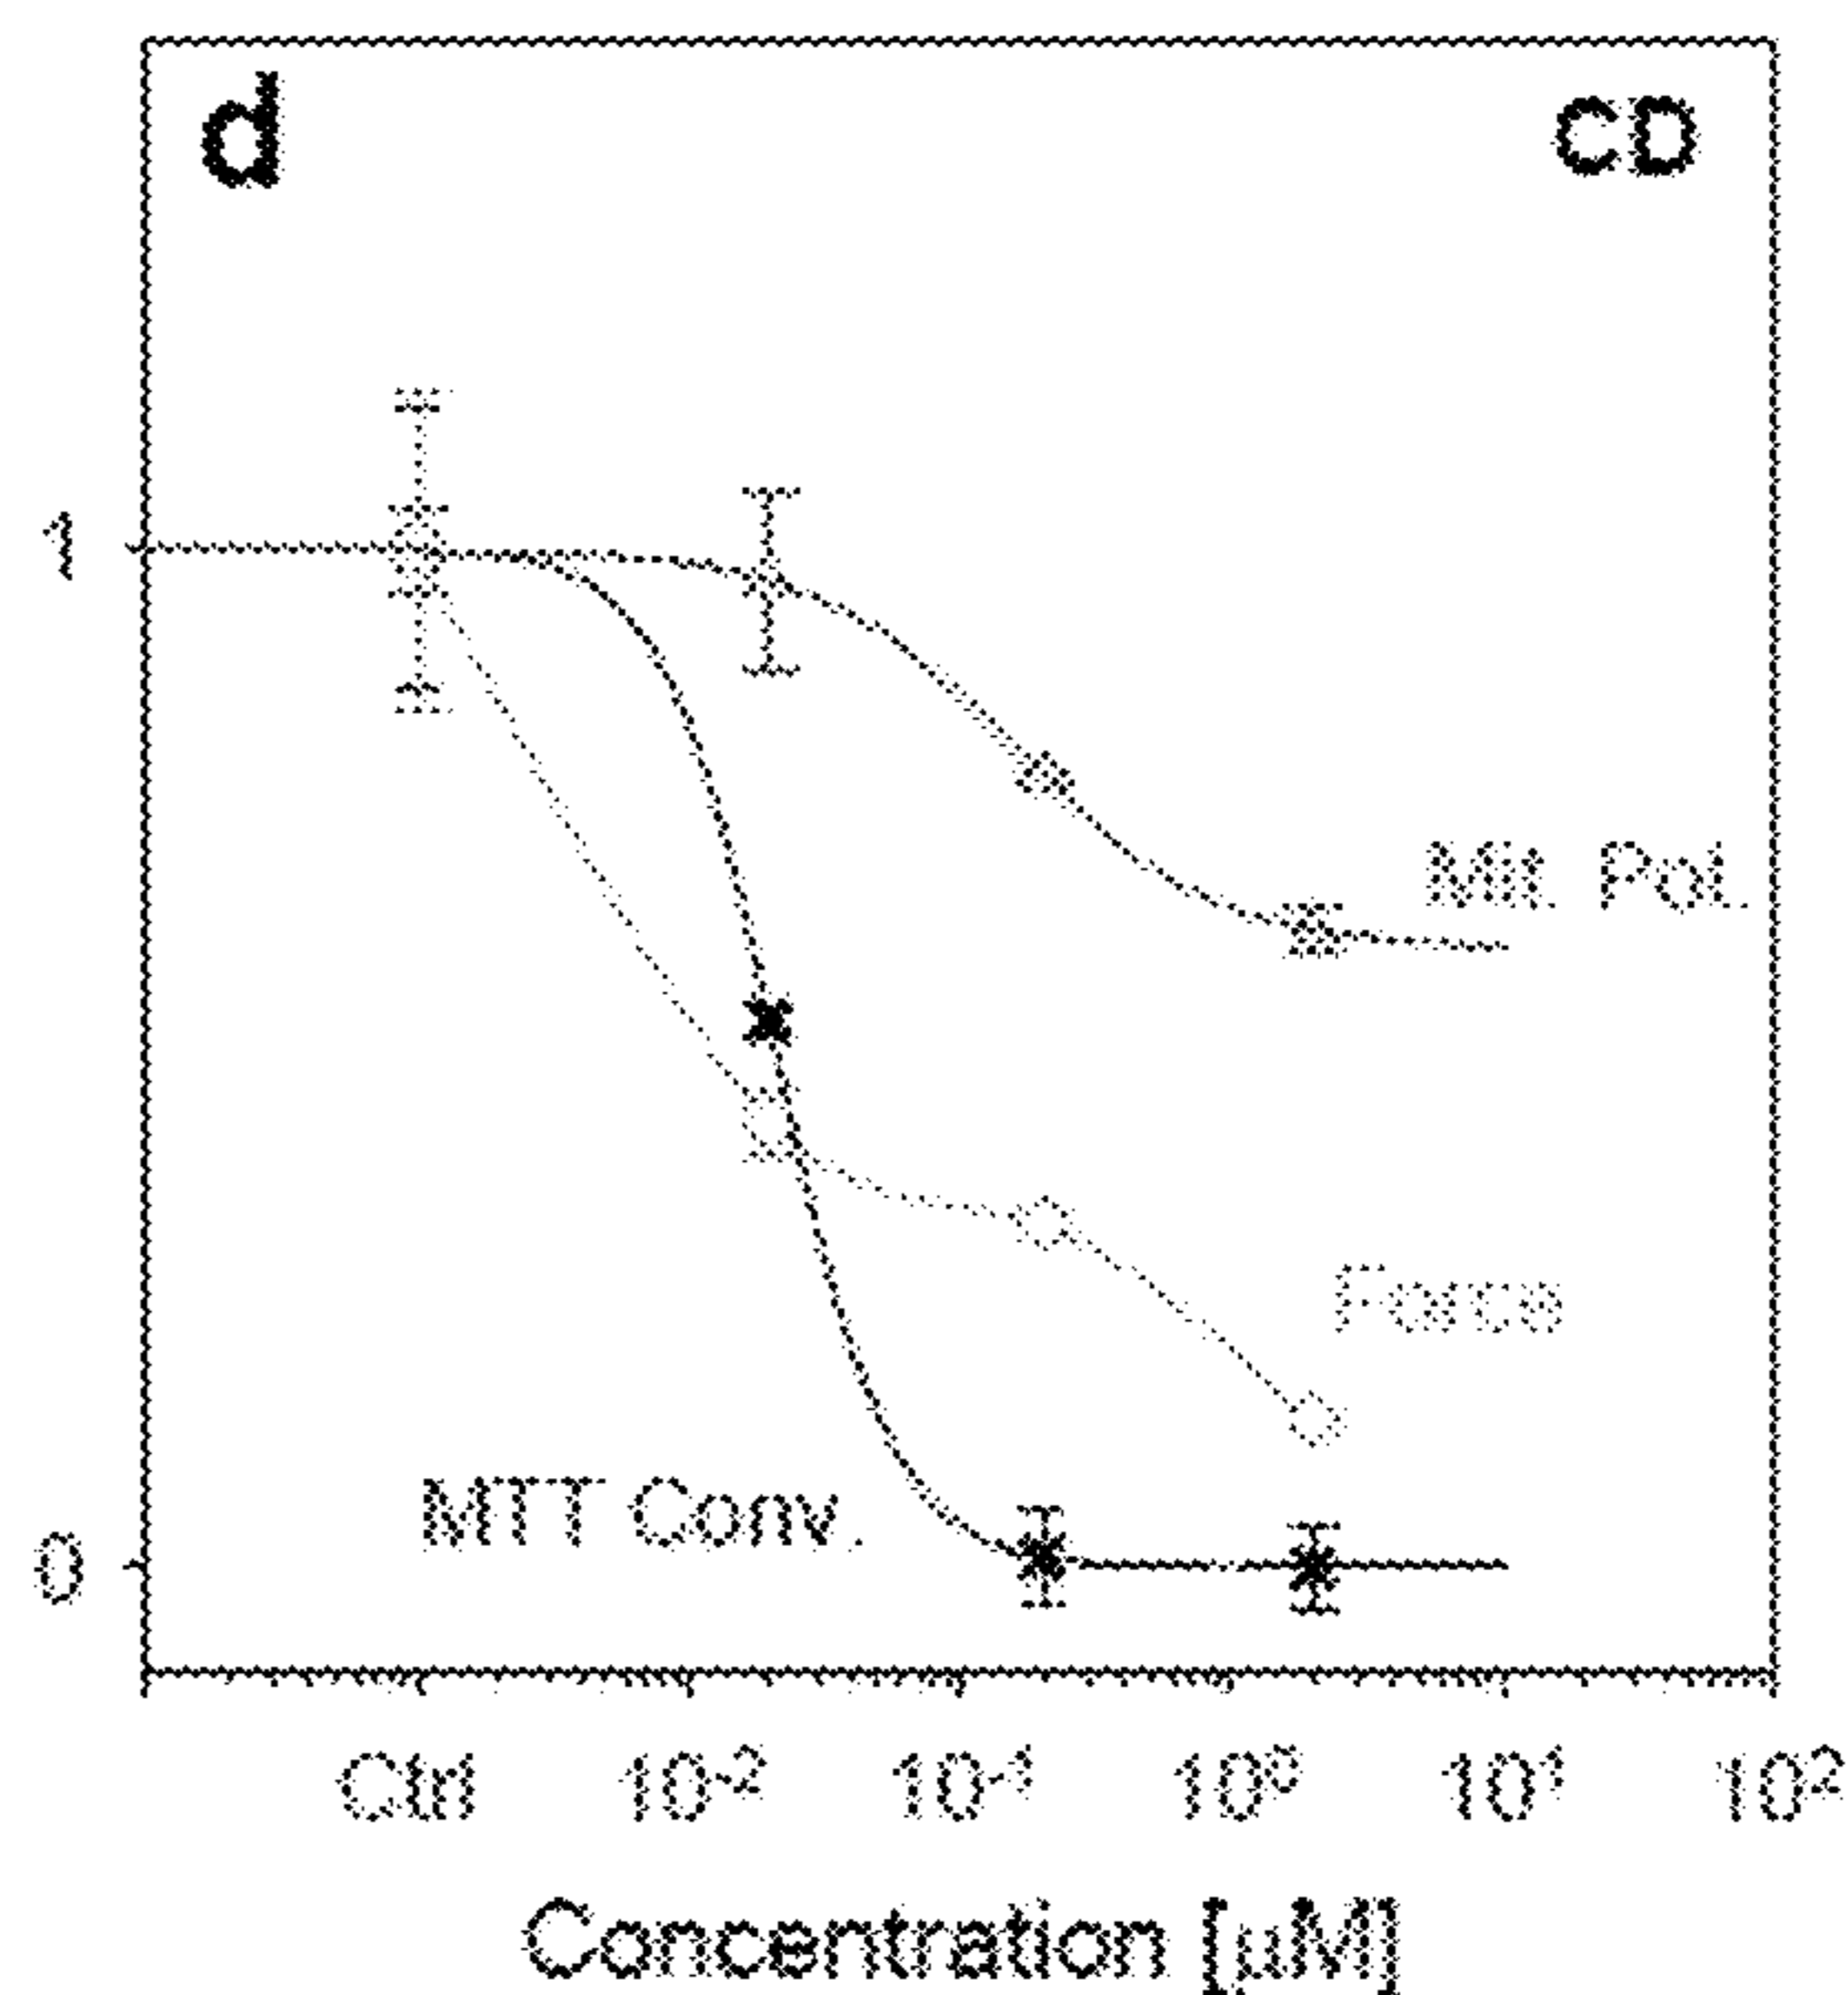 d CD
1
Mit Pot.
Force
MTT Conv.
0
Ctrl 10⁻² 10⁻¹ 10⁰ 10¹ 10²
Concentration [µM]